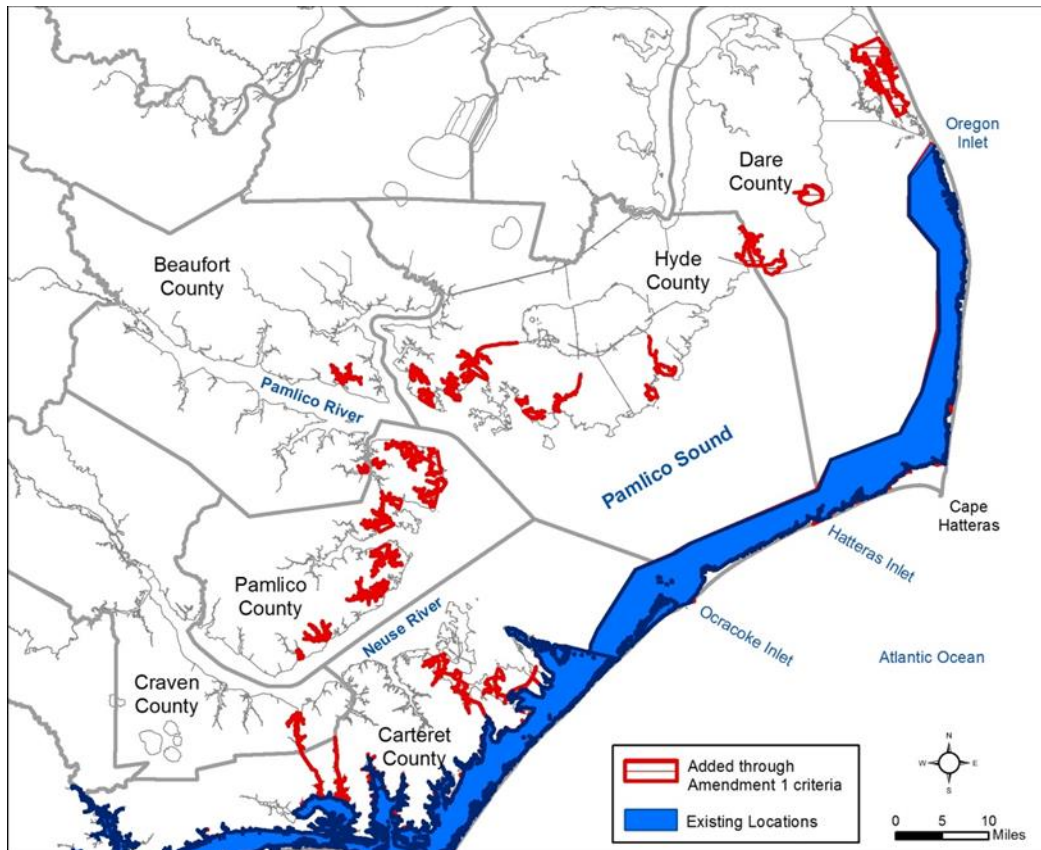 Oregon
Inlet
Dare
County
Hyde
County
Beaufort
County
Pamlico River
Pamlico Sound
Cape
Hatteras
Hatteras Inlet
Pamlico
County
Neuse River
Ocracoke Inlet
Atlantic Ocean
Craven
County
Carteret
County
Added through
Amendment 1 criteria
Existing Locations
N
W E
S
0 5 10
Miles